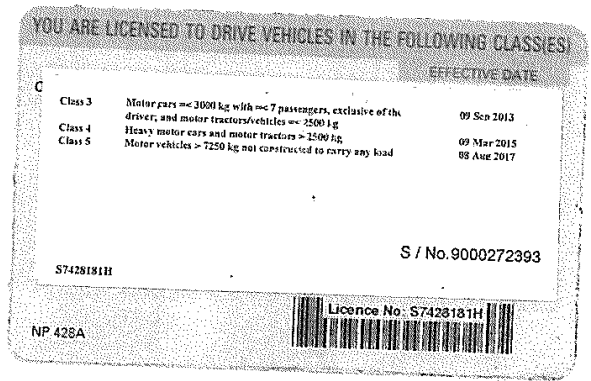 YOU ARE LICENSED TO DRIVE VEHICLES IN THE FOLLOWING CLASS(ES)
EFFECTIVE DATE
Class 3 Motor cars =< 3000 kg with =< 7 passengers, exclusive of the 09 Sep 2013
driver; and motor tractors/vehicles =< 2500 kg
Class 4 Heavy motor cars and motor tractors > 2500 kg 09 Mar 2015
Class 5 Motor vehicles > 7250 kg not constructed to carry any load 08 Aug 2017
S / No.9000272393
S7428181H
Licence No: S7428181H
NP 428A